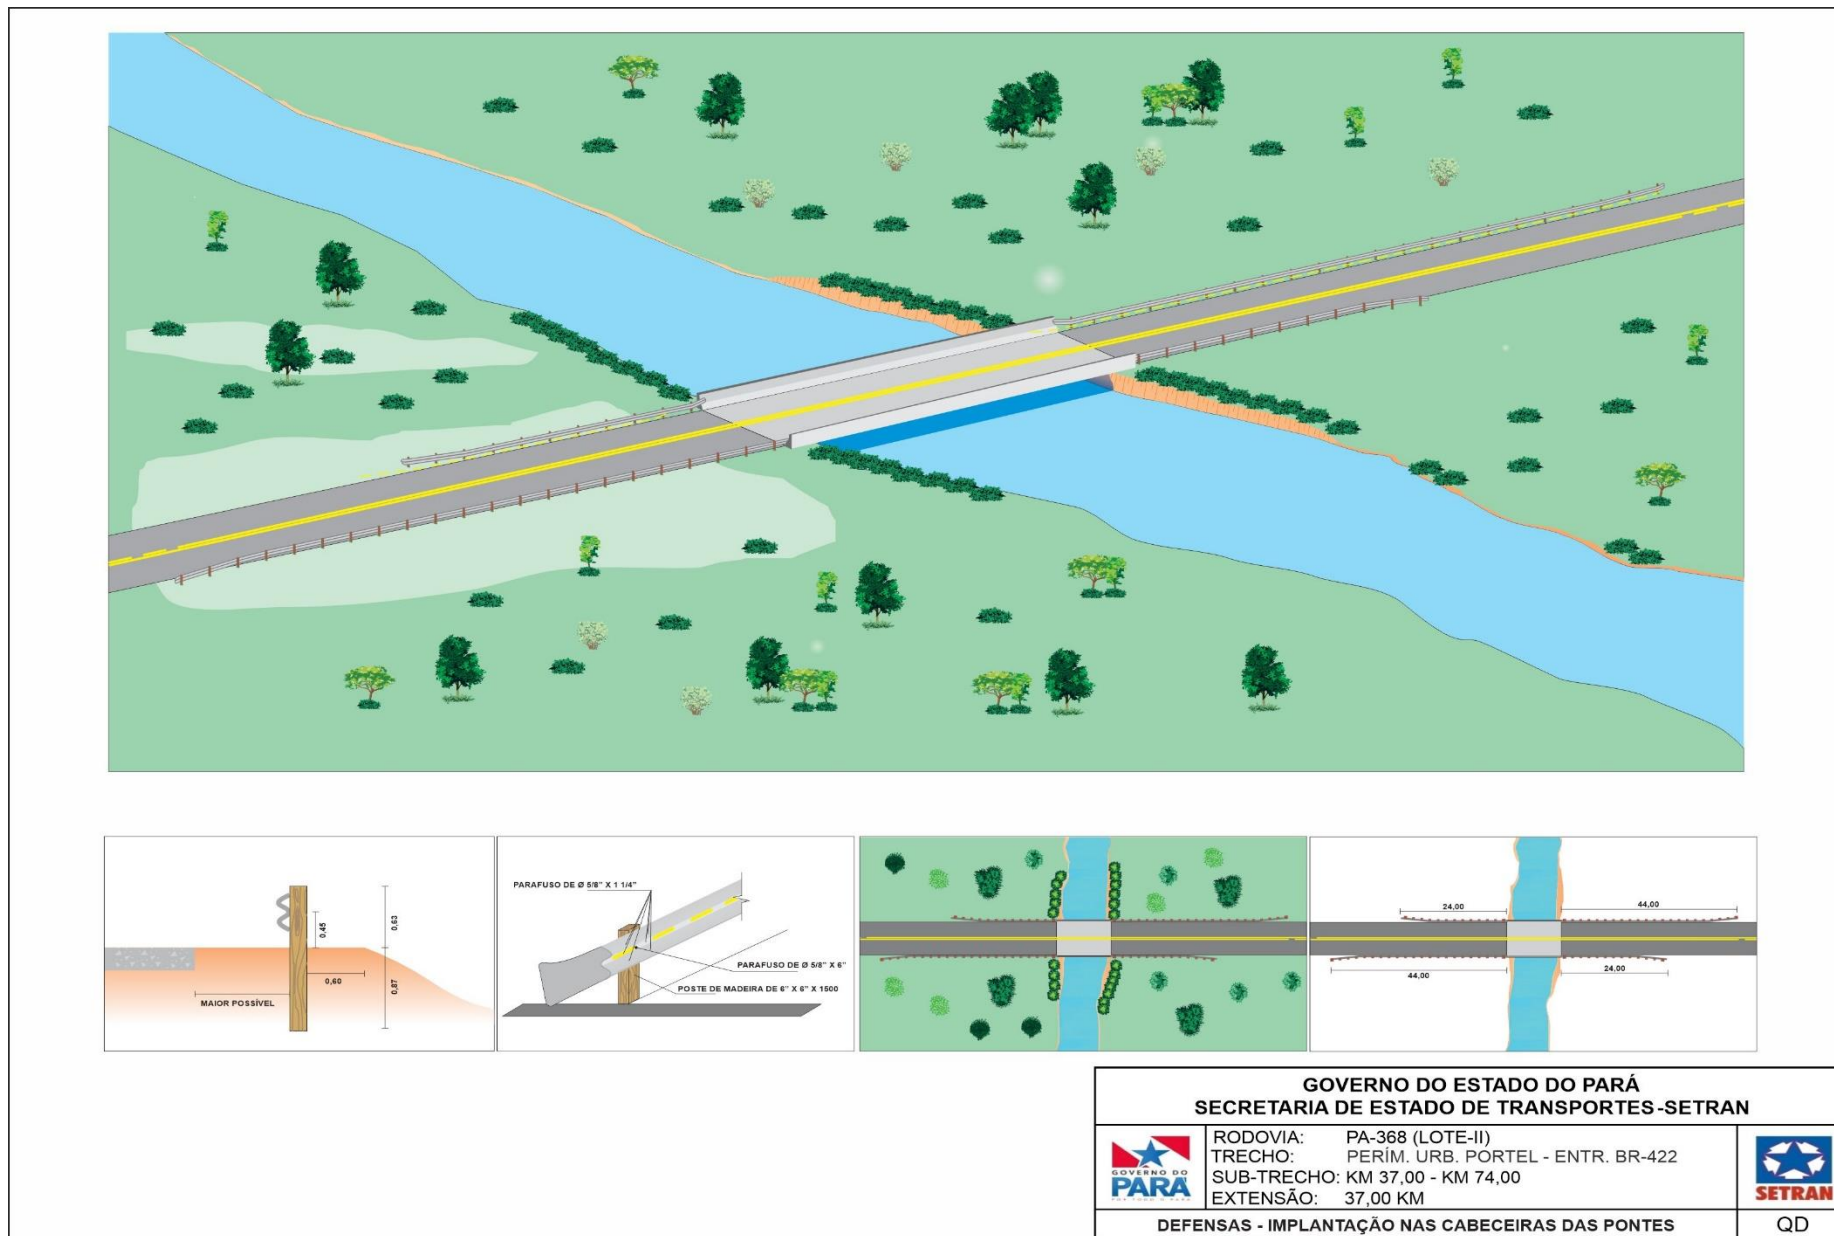 0,45
0,63
0,60
0,87
MAIOR POSSÍVEL
PARAFUSO DE Ø 5/8" X 1 1/4"
PARAFUSO DE Ø 5/8" X 6"
POSTE DE MADEIRA DE 6" X 6" X 1500
24,00
44,00
44,00
24,00
GOVERNO DO ESTADO DO PARÁ
SECRETARIA DE ESTADO DE TRANSPORTES-SETRAN
GOVERNO DO
PARÁ
POR TODO O PARÁ
RODOVIA: PA-368 (LOTE-II)
TRECHO: PERÍM. URB. PORTEL - ENTR. BR-422
SUB-TRECHO: KM 37,00 - KM 74,00
EXTENSÃO: 37,00 KM
SETRAN
DEFENSAS - IMPLANTAÇÃO NAS CABECEIRAS DAS PONTES
QD